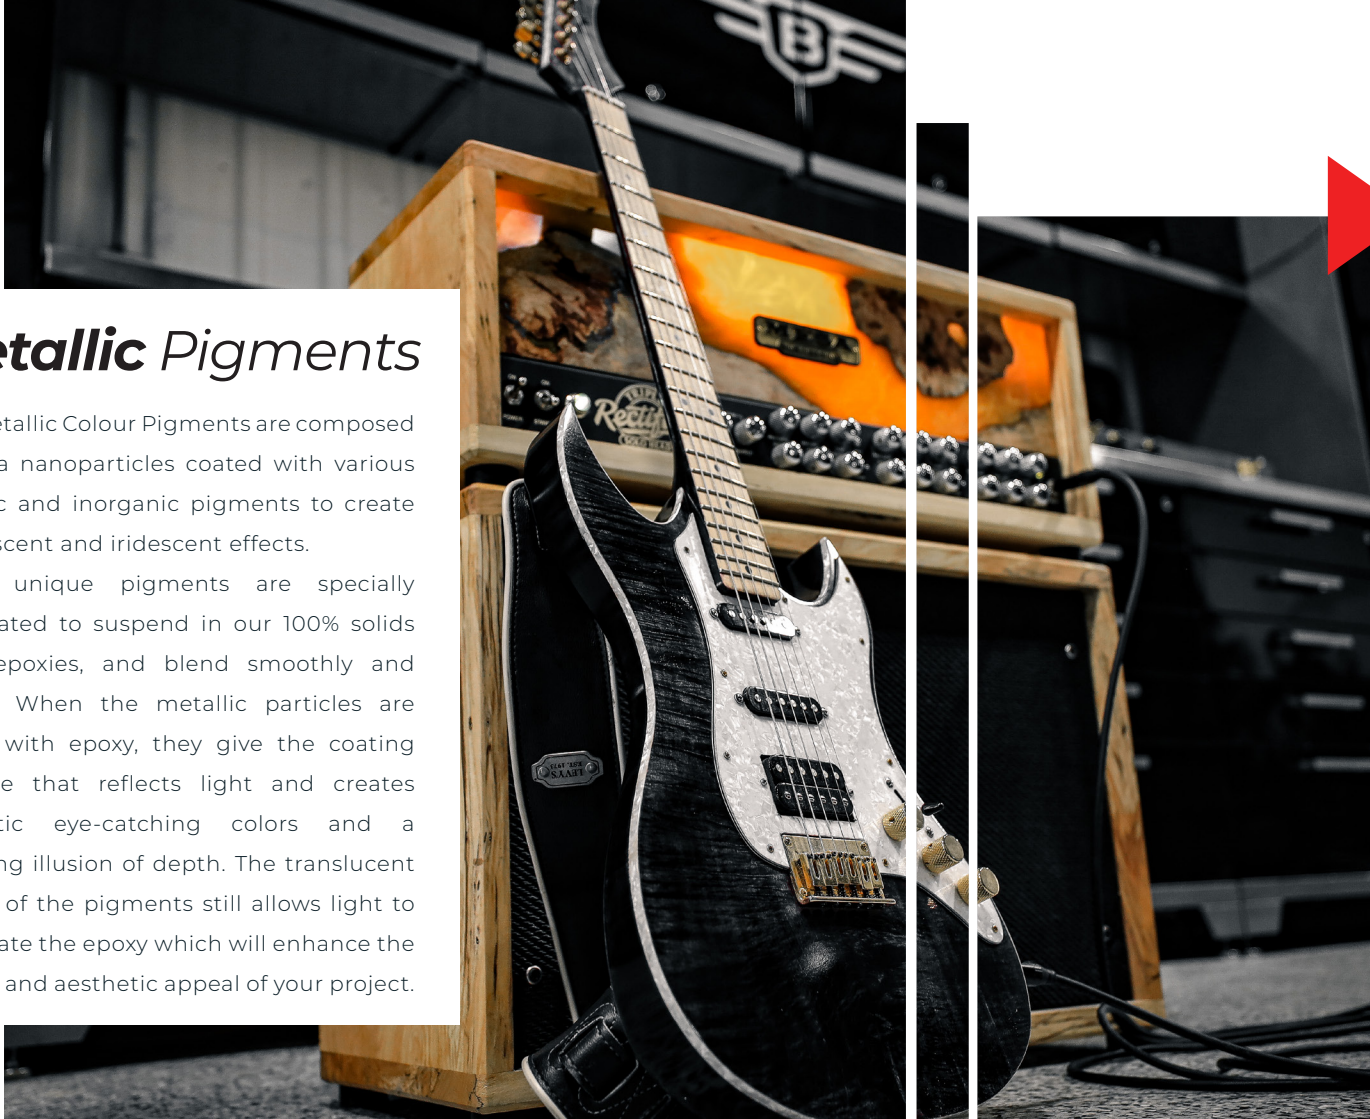 B
etallic Pigments
etallic Colour Pigments are composed
a nanoparticles coated with various
c and inorganic pigments to create
scent and iridescent effects.
unique pigments are specially
ated to suspend in our 100% solids
epoxies, and blend smoothly and
When the metallic particles are
with epoxy, they give the coating
e that reflects light and creates
tic eye-catching colors and a
ng illusion of depth. The translucent
of the pigments still allows light to
ate the epoxy which will enhance the
and aesthetic appeal of your project.
LEVY'S
EST. 1973